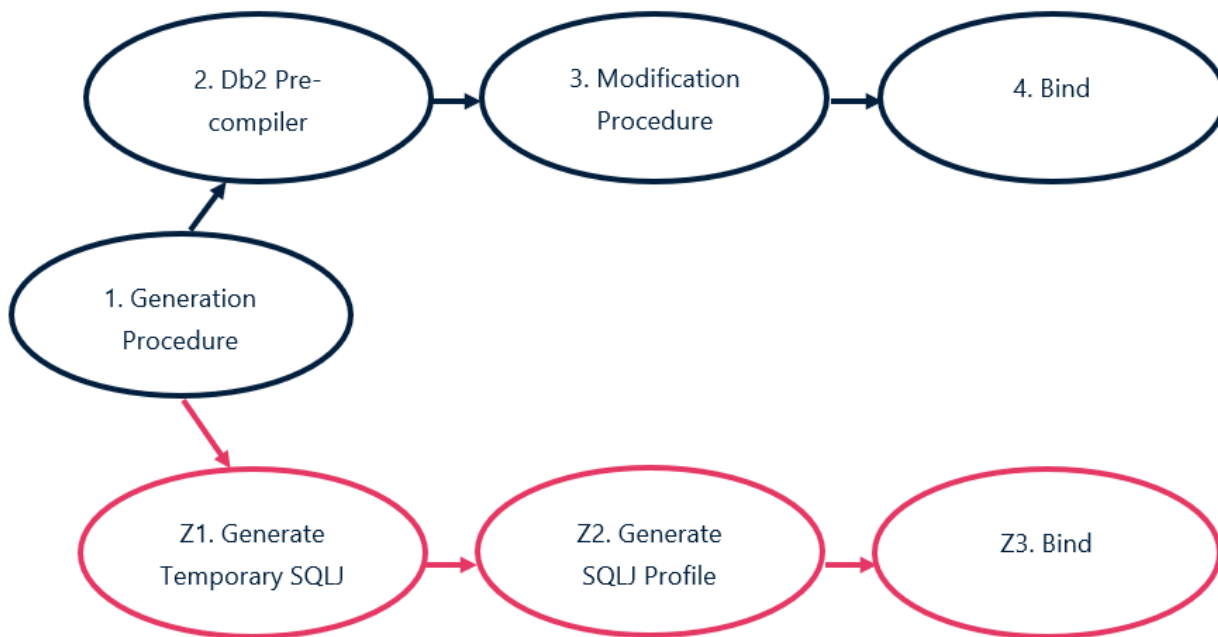 2. Db2 Pre-
compiler
3. Modification
Procedure
4. Bind
1. Generation
Procedure
Z1. Generate
Temporary SQLJ
Z2. Generate
SQLJ Profile
Z3. Bind